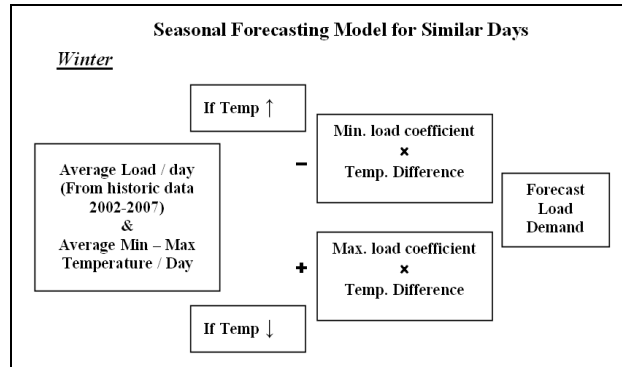 Seasonal Forecasting Model for Similar Days
Winter
If Temp ↑
Average Load / day
(From historic data
2002-2007)
&
Average Min – Max
Temperature / Day
–
Min. load coefficient
×
Temp. Difference
+
Max. load coefficient
×
Temp. Difference
If Temp ↓
Forecast
Load
Demand